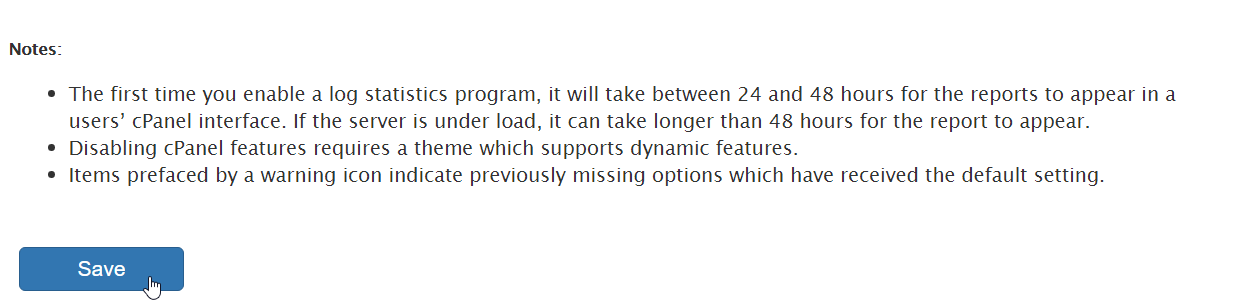 Notes:
• The first time you enable a log statistics program, it will take between 24 and 48 hours for the reports to appear in a
users’ cPanel interface. If the server is under load, it can take longer than 48 hours for the report to appear.
• Disabling cPanel features requires a theme which supports dynamic features.
• Items prefaced by a warning icon indicate previously missing options which have received the default setting.
Save